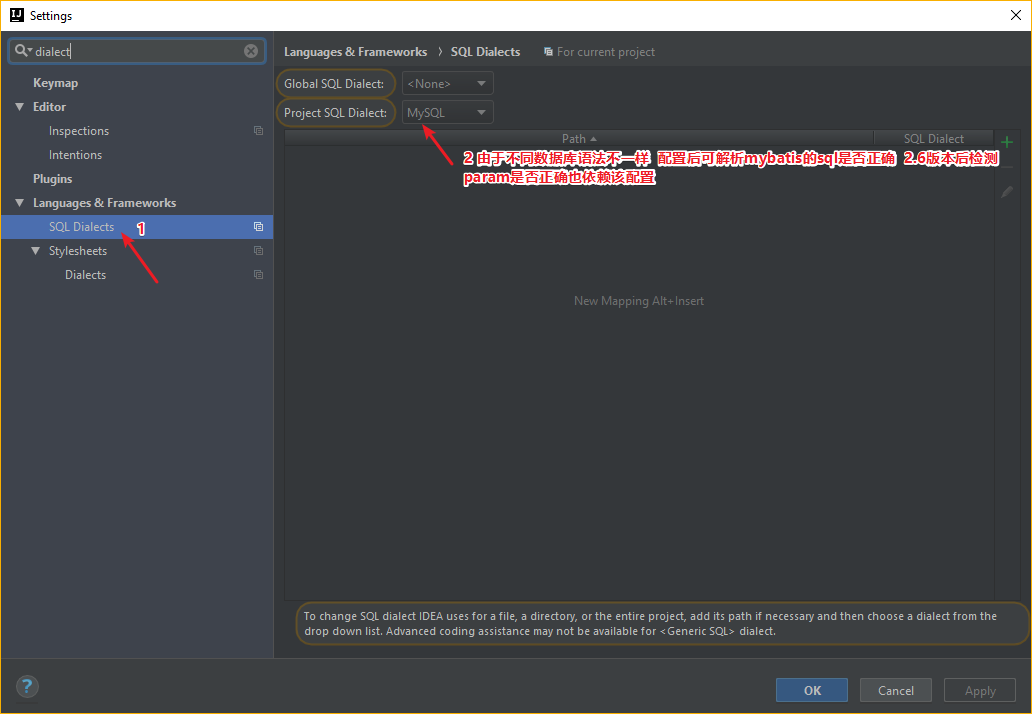 Settings
dialect
Keymap
Editor
Inspections
Intentions
Plugins
Languages & Frameworks
SQL Dialects 1
Stylesheets
Dialects
Languages & Frameworks › SQL Dialects For current project
Global SQL Dialect: <None>
Project SQL Dialect: MySQL
Path SQL Dialect
2 由于不同数据库语法不一样 配置后可解析mybatis的sql是否正确 2.6版本后检测
param是否正确也依赖该配置
New Mapping Alt+Insert
To change SQL dialect IDEA uses for a file, a directory, or the entire project, add its path if necessary and then choose a dialect from the
drop down list. Advanced coding assistance may not be available for <Generic SQL> dialect.
? OK Cancel Apply